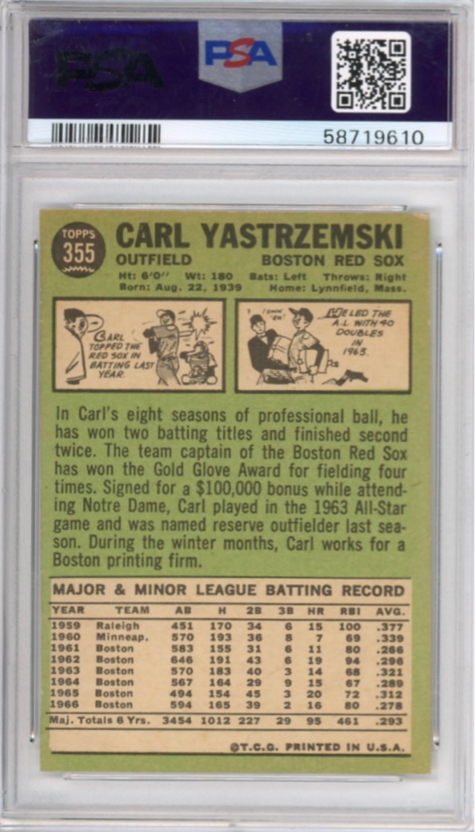 PSA PSA
58719610
TOPPS
355
CARL YASTRZEMSKI
OUTFIELD BOSTON RED SOX
Ht: 6'0" Wt: 180 Bats: Left Throws: Right
Born: Aug. 22, 1939 Home: Lynnfield, Mass.
CARL
TOPPED THE
RED SOX IN
BATTING LAST
YEAR.
HE LED THE
A.L. WITH 40
DOUBLES
IN
1963.
In Carl's eight seasons of professional ball, he
has won two batting titles and finished second
twice. The team captain of the Boston Red Sox
has won the Gold Glove Award for fielding four
times. Signed for a $100,000 bonus while attend-
ing Notre Dame, Carl played in the 1963 All-Star
game and was named reserve outfielder last sea-
son. During the winter months, Carl works for a
Boston printing firm.
MAJOR & MINOR LEAGUE BATTING RECORD
YEAR TEAM AB H 2B 3B HR RBI AVG.
1959 Raleigh 451 170 34 6 15 100 .377
1960 Minneap. 570 193 36 8 7 69 .339
1961 Boston 583 155 31 6 11 80 .266
1962 Boston 646 191 43 6 19 94 .296
1963 Boston 570 183 40 3 14 68 .321
1964 Boston 567 164 29 9 15 67 .289
1965 Boston 494 154 45 3 20 72 .312
1966 Boston 594 165 39 2 16 80 .278
Maj. Totals 6 Yrs. 3454 1012 227 29 95 461 .293
©T.C.G. PRINTED IN U.S.A.